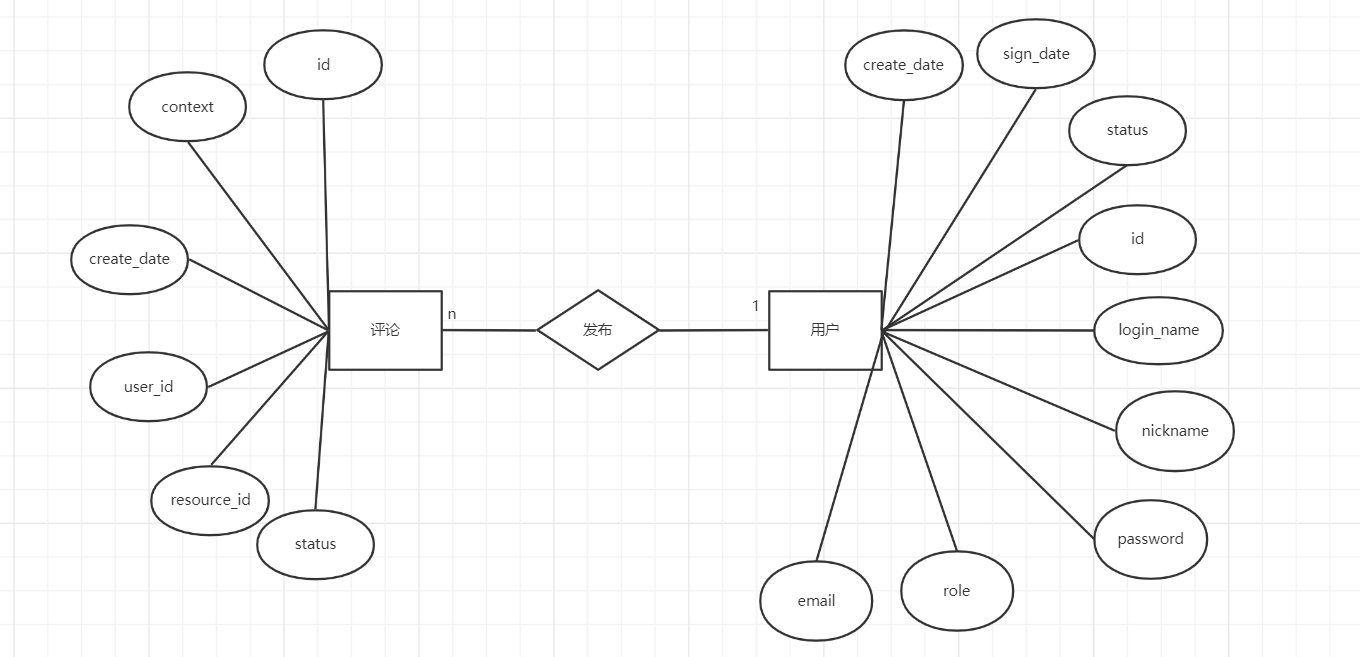 id
context
create_date
user_id
resource_id
status
评论
n
发布
1
用户
create_date
sign_date
status
id
login_name
nickname
password
role
email